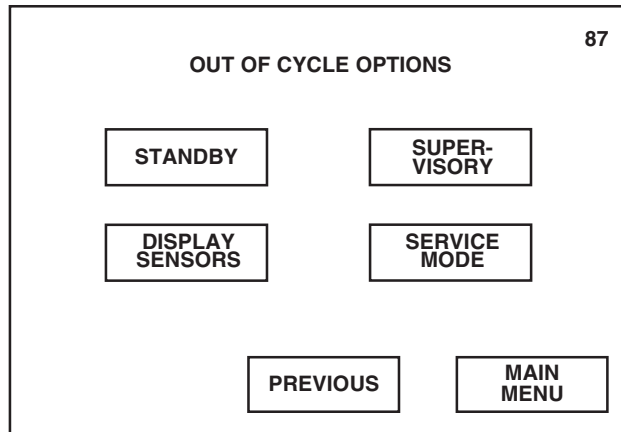 87
OUT OF CYCLE OPTIONS
STANDBY
SUPER-
VISORY
DISPLAY
SENSORS
SERVICE
MODE
PREVIOUS
MAIN
MENU